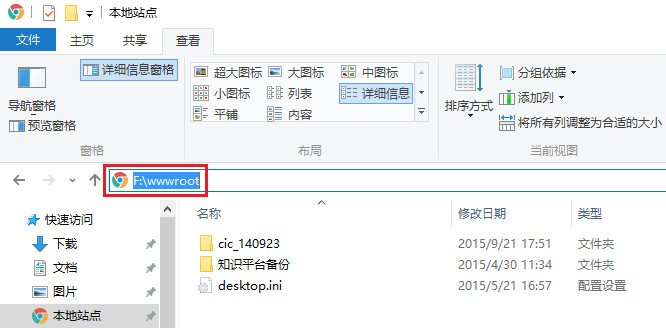 本地站点
文件 主页 共享 查看
导航窗格 预览窗格 详细信息窗格
窗格
超大图标 大图标 中图标
小图标 列表 详细信息
平铺 内容
布局
排序方式
分组依据
添加列
将所有列调整为合适的大小
当前视图
F:\wwwroot
快速访问
下载
文档
图片
本地站点
名称 修改日期 类型
cic_140923 2015/9/21 17:51 文件夹
知识平台备份 2015/4/30 11:34 文件夹
desktop.ini 2015/5/21 16:57 配置设置